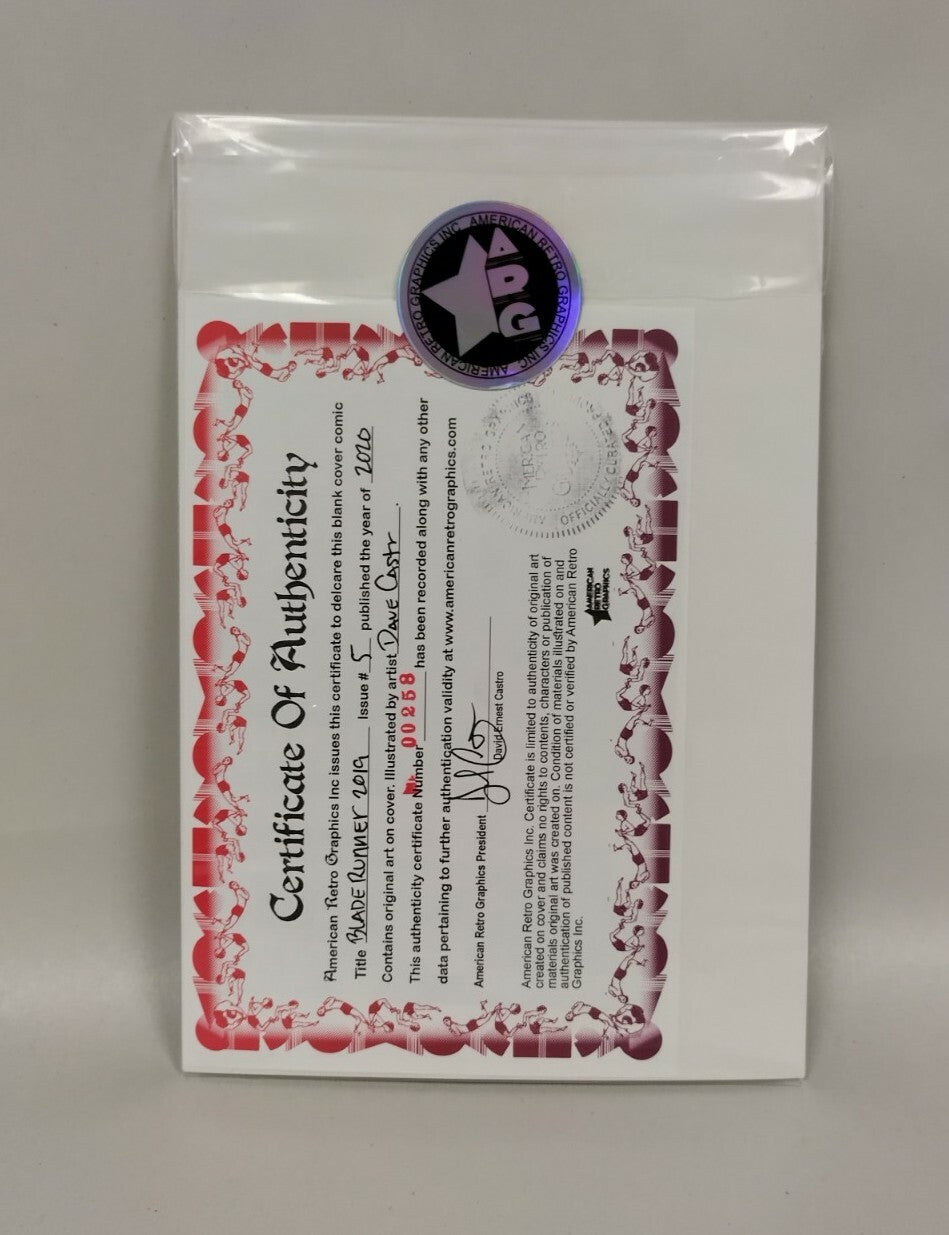 AMERICAN RETRO GRAPHICS INC. AMERICAN RETRO GRAPHICS INC.
ARG
Certificate Of Authenticity
American Retro Graphics Inc issues this certificate to delcare this blank cover comic
Title BLADE RUNNER 2019 Issue # 5 published the year of 2020
Contains original art on cover. Illustrated by artist Dave Castr.
This authenticity certificate Number 00258 has been recorded along with any other
data pertaining to further authentication validity at www.americanretrographics.com
American Retro Graphics President
David Ernest Castro
American Retro Graphics Inc. Certificate is limited to authenticity of original art
created on cover and claims no rights to contents, characters or publication of
materials original art was created on. Condition of materials illustrated on and
authentication of published content is not certified or verified by American Retro
Graphics Inc.
AMERICAN
RETRO
GRAPHICS